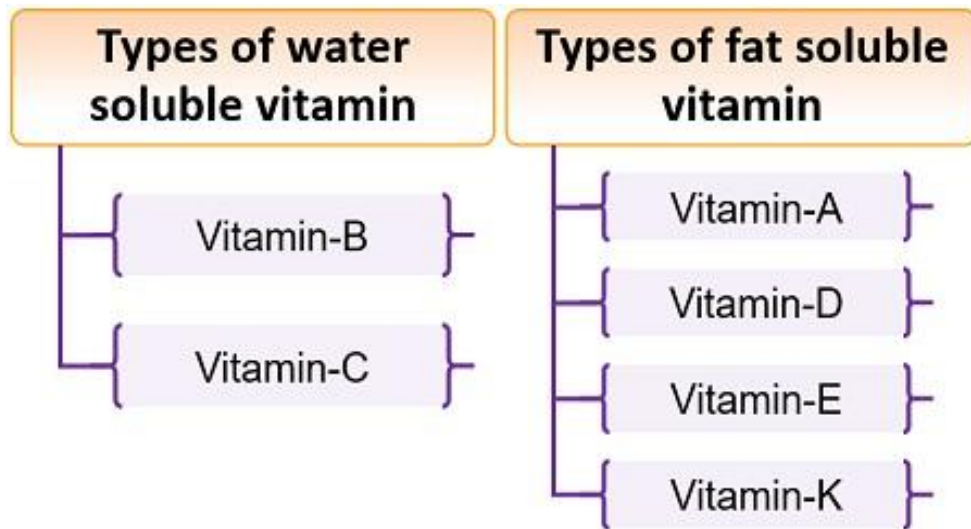 Types of water
soluble vitamin
Vitamin-B
Vitamin-C
Types of fat soluble
vitamin
Vitamin-A
Vitamin-D
Vitamin-E
Vitamin-K